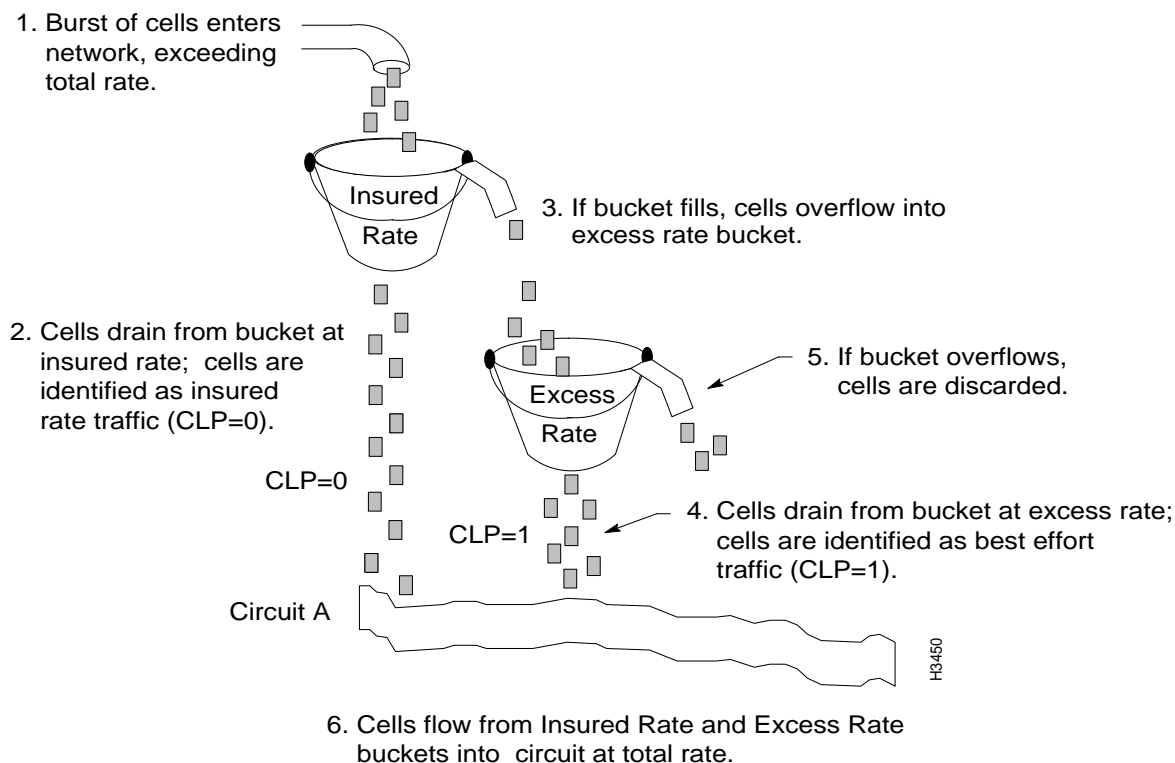 1. Burst of cells enters
network, exceeding
total rate.
Insured
Rate
3. If bucket fills, cells overflow into
excess rate bucket.
2. Cells drain from bucket at
insured rate; cells are
identified as insured
rate traffic (CLP=0).
5. If bucket overflows,
cells are discarded.
Excess
Rate
CLP=0
CLP=1
4. Cells drain from bucket at excess rate;
cells are identified as best effort
traffic (CLP=1).
Circuit A
H3450
6. Cells flow from Insured Rate and Excess Rate
buckets into circuit at total rate.